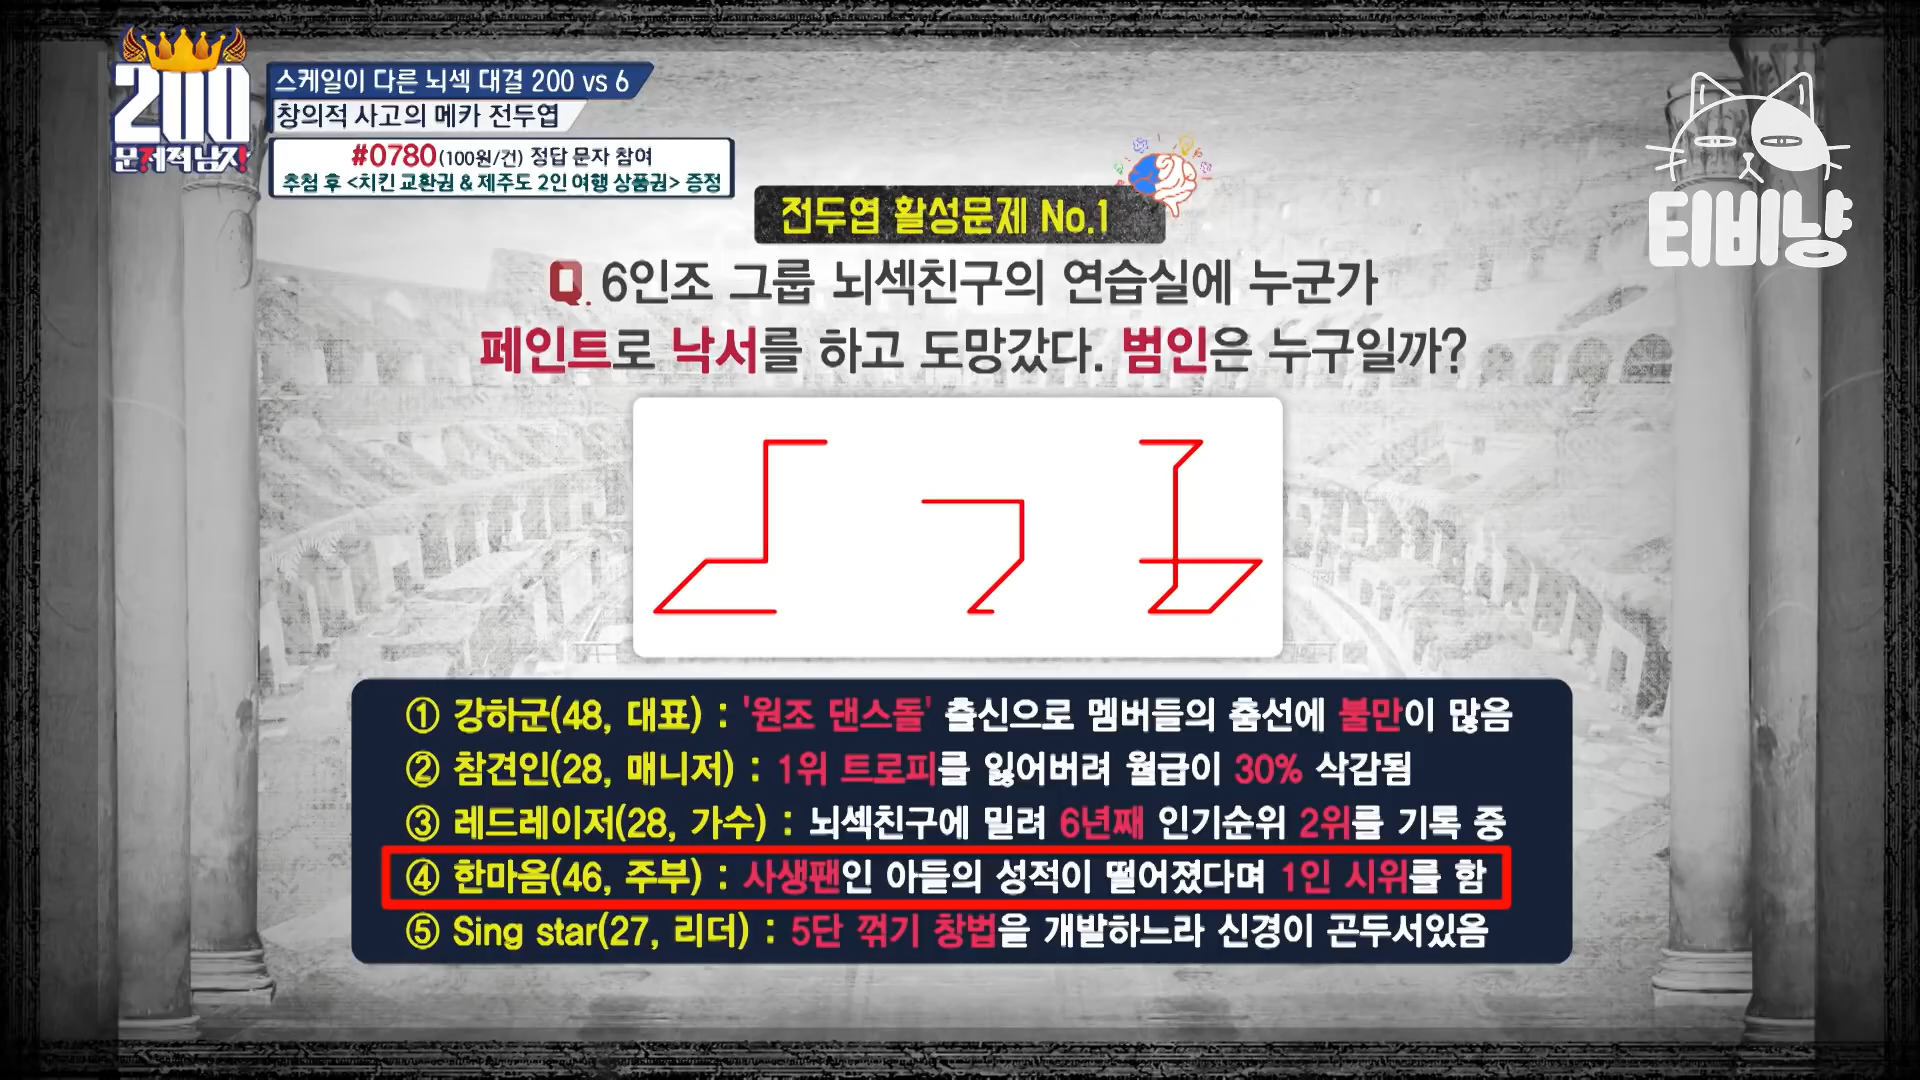 200
문제적남자
스케일이 다른 뇌섹 대결 200 vs 6
창의적 사고의 메카 전두엽
#0780(100원/건) 정답 문자 참여
추첨 후 <치킨 교환권 & 제주도 2인 여행 상품권> 증정
티비냥
전두엽 활성문제 No.1
Q. 6인조 그룹 뇌섹친구의 연습실에 누군가
페인트로 낙서를 하고 도망갔다. 범인은 누구일까?
① 강하군(48, 대표) : '원조 댄스돌' 출신으로 멤버들의 춤선에 불만이 많음
② 참견인(28, 매니저) : 1위 트로피를 잃어버려 월급이 30% 삭감됨
③ 레드레이저(28, 가수) : 뇌섹친구에 밀려 6년째 인기순위 2위를 기록 중
④ 한마음(46, 주부) : 사생팬인 아들의 성적이 떨어졌다며 1인 시위를 함
⑤ Sing star(27, 리더) : 5단 꺾기 창법을 개발하느라 신경이 곤두서있음